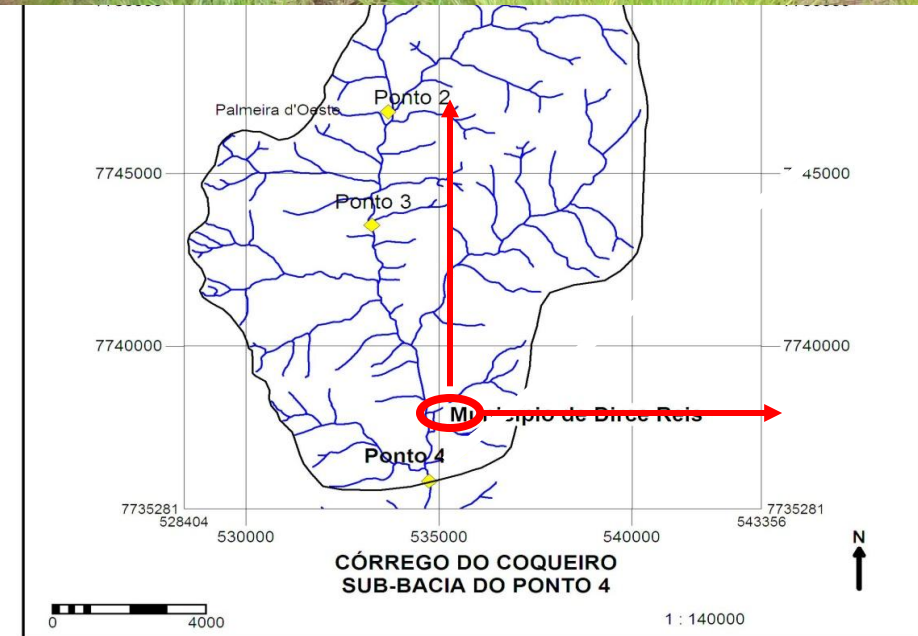 Ponto 2
Palmeira d'Oeste
7745000 45000
Ponto 3
7740000 7740000
de Dirce Reis
Ponto 4
7735281 7735281
528404 543356
530000 535000 540000
CÓRREGO DO COQUEIRO
SUB-BACIA DO PONTO 4
N
0 4000
1 : 140000